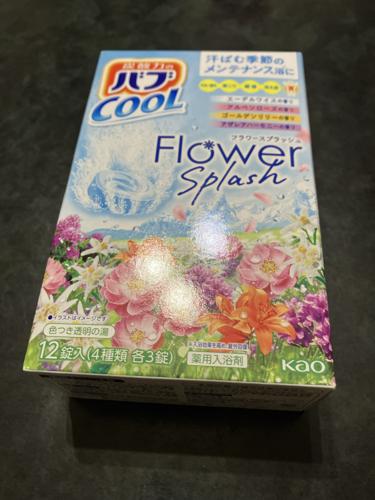 炭酸力の
バブ
COOL
汗ばむ季節の
メンテナンス浴に
エーデルワイスの香り
アルペンローズの香り
ゴールデンリリーの香り
アザレアハーモニーの香り
フラワースプラッシュ
Flower
Splash
●イラストはイメージです
色つき透明の湯
12錠入(4種類 各3錠)
薬用入浴剤
Kao